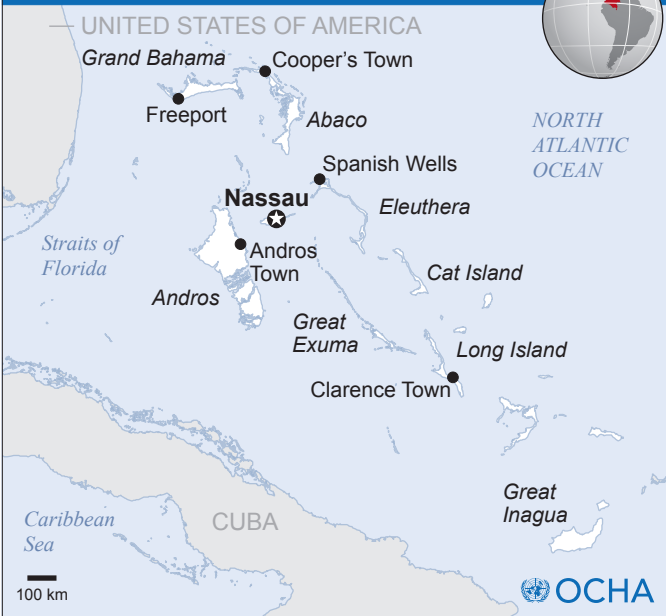 UNITED STATES OF AMERICA
Grand Bahama
Cooper's Town
Freeport
Abaco
NORTH
ATLANTIC
OCEAN
Spanish Wells
Nassau
Eleuthera
Straits of
Florida
Andros
Town
Cat Island
Andros
Great
Exuma
Long Island
Clarence Town
Great
Inagua
Caribbean
Sea
CUBA
100 km
OCHA